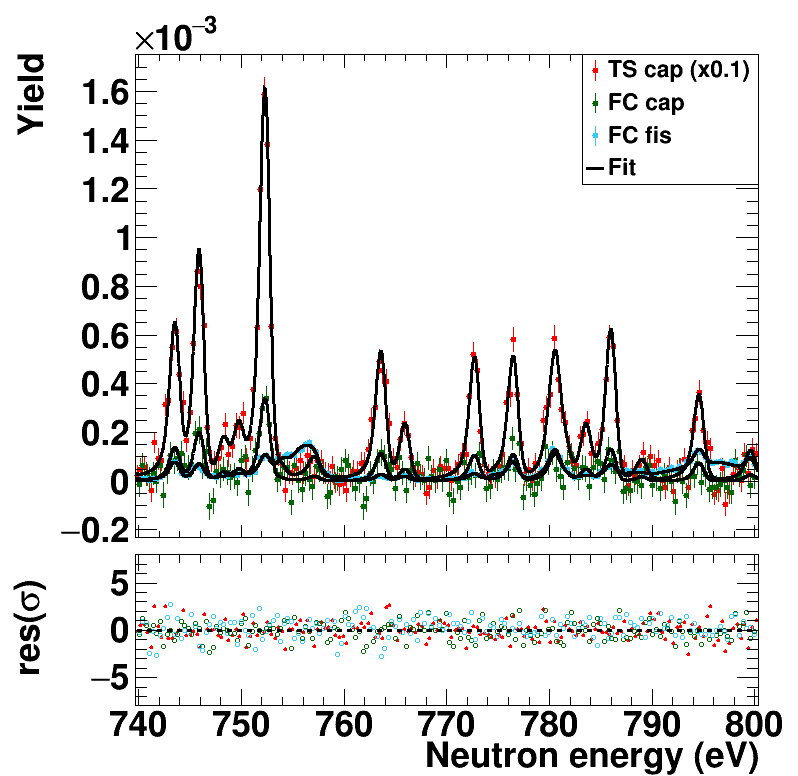 ×10⁻³
Yield
1.6
1.4
1.2
1
0.8
0.6
0.4
0.2
0
−0.2
TS cap (x0.1)
FC cap
FC fis
Fit
res(σ)
5
0
−5
740 750 760 770 780 790 800
Neutron energy (eV)